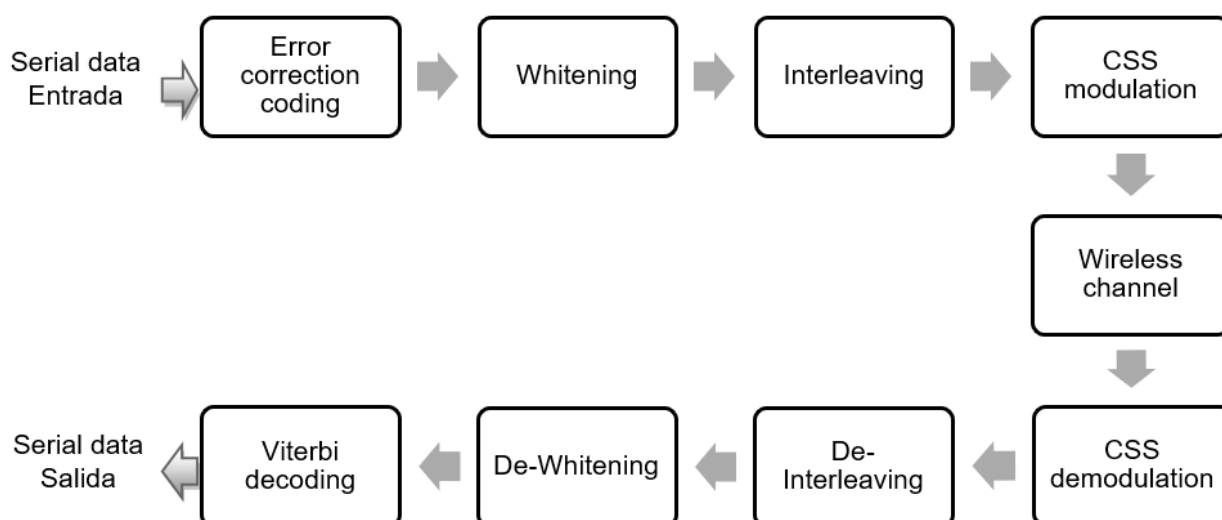 Serial data
Entrada
Error
correction
coding
Whitening
Interleaving
CSS
modulation
Wireless
channel
Serial data
Salida
Viterbi
decoding
De-Whitening
De-
Interleaving
CSS
demodulation